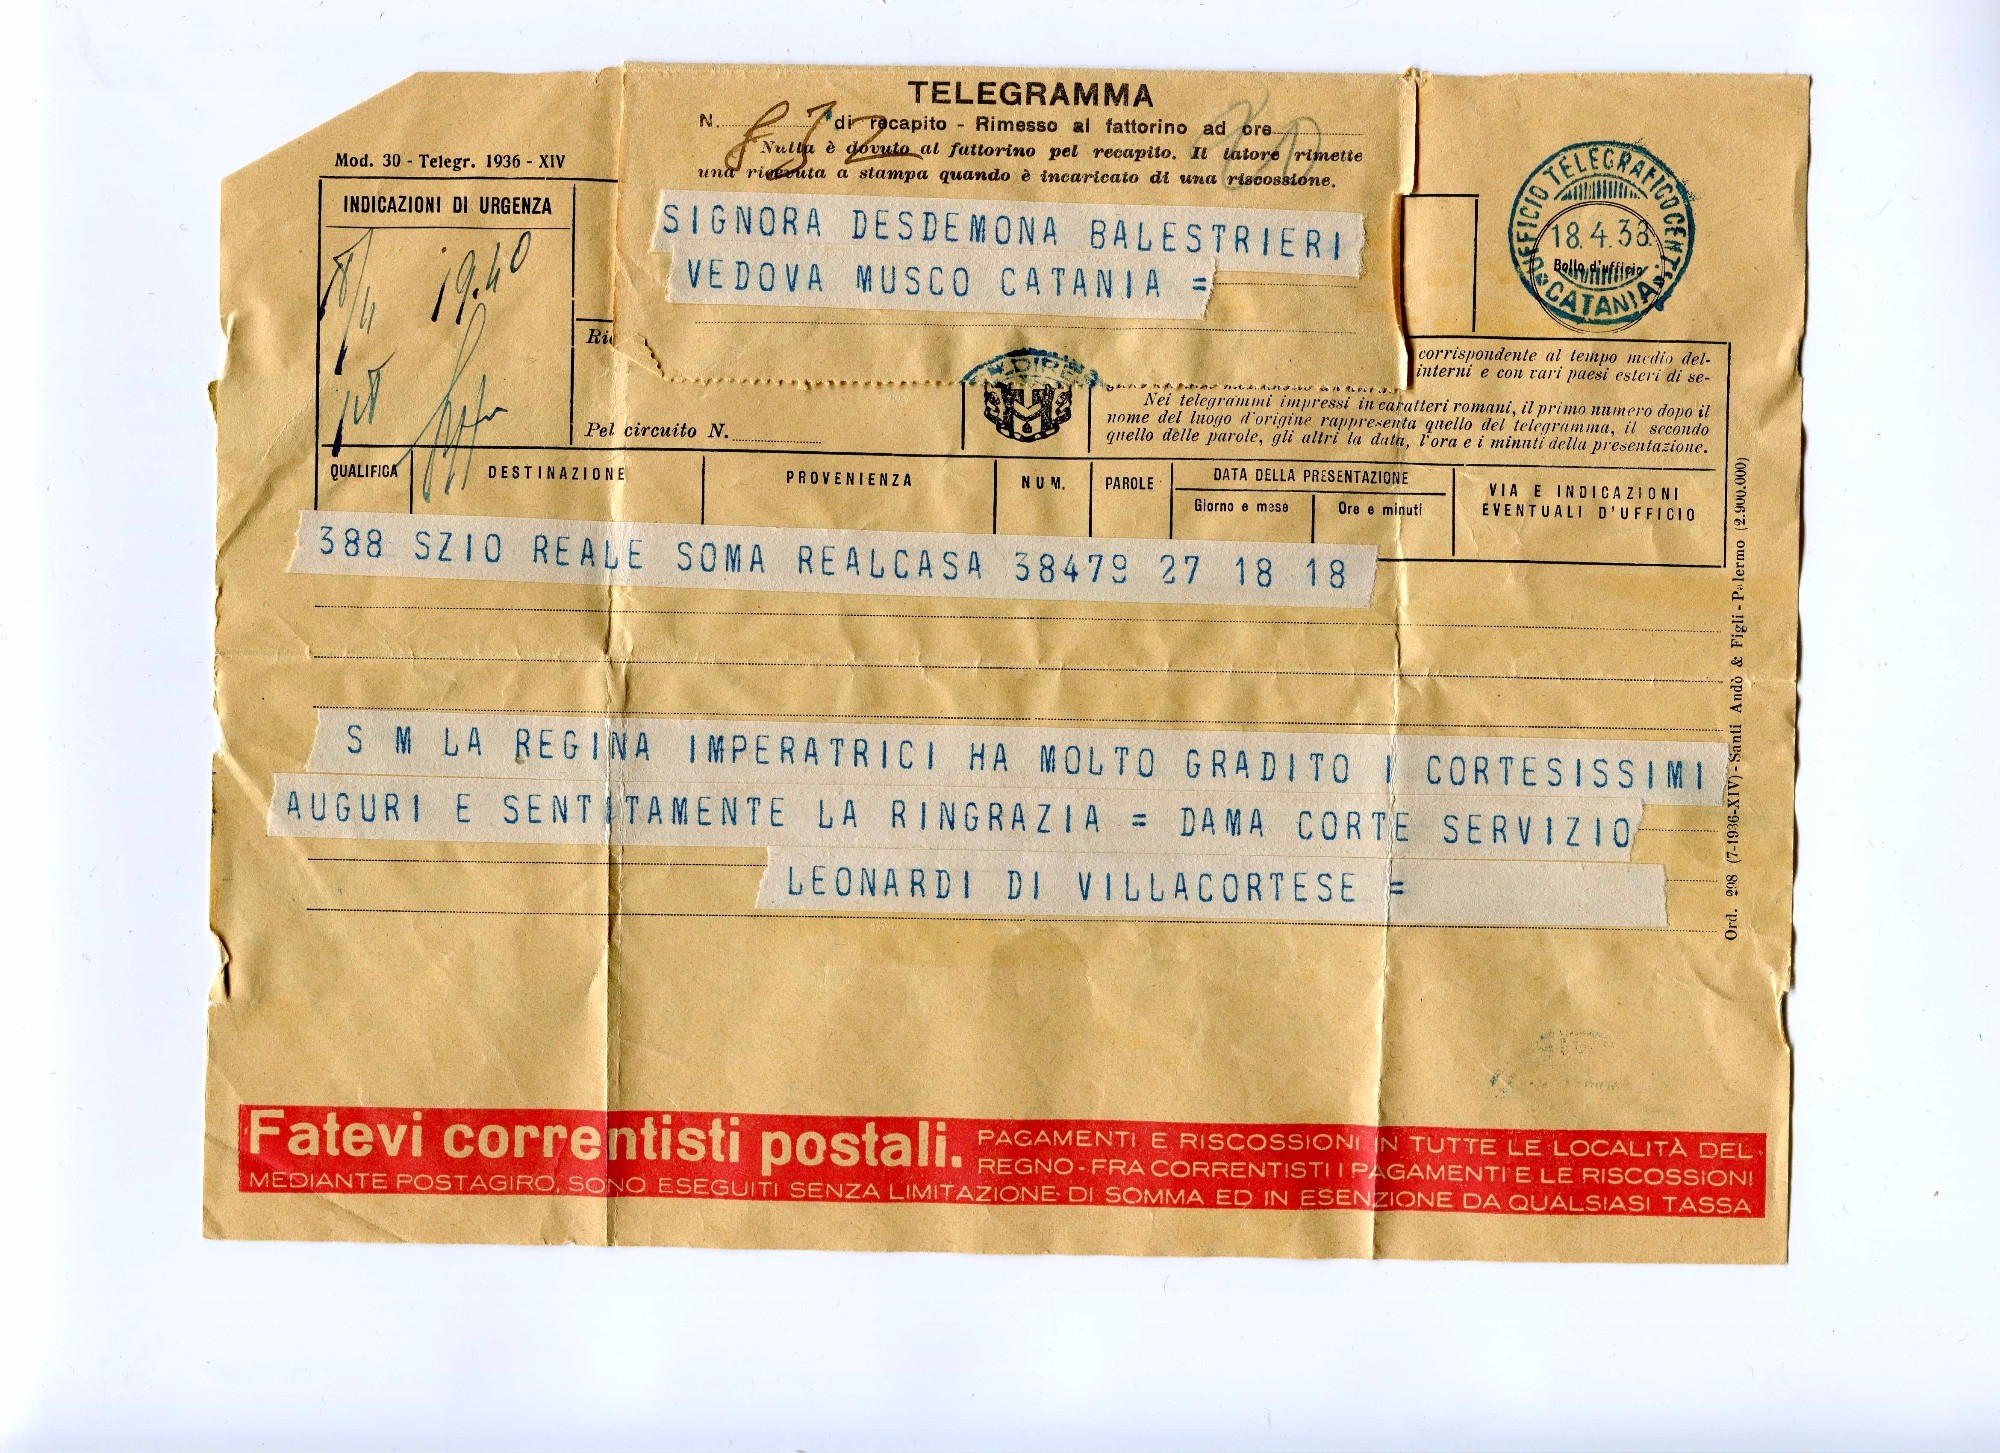 TELEGRAMMA
N. 832 di recapito - Rimesso al fattorino ad ore 20
Nulla è dovuto al fattorino pel recapito. Il latore rimette
una ricevuta a stampa quando è incaricato di una riscossione.
Mod. 30 - Telegr. 1936 - XIV
INDICAZIONI DI URGENZA
19.40
SIGNORA DESDEMONA BALESTRIERI
VEDOVA MUSCO CATANIA =
UFFICIO TELEGRAFICO CENT.
18.4.38
Bollo d'ufficio
CATANIA
Pel circuito N.
corrispondente al tempo medio del-
interni e con vari paesi esteri di se-
Nei telegrammi impressi in caratteri romani, il primo numero dopo il
nome del luogo d'origine rappresenta quello del telegramma, il secondo
quello delle parole, gli altri la data, l'ora e i minuti della presentazione.
QUALIFICA DESTINAZIONE PROVENIENZA NUM. PAROLE DATA DELLA PRESENTAZIONE
Giorno e mese Ore e minuti
VIA E INDICAZIONI
EVENTUALI D'UFFICIO
388 SZIO REALE SOMA REALCASA 38479 27 18 18
S M LA REGINA IMPERATRICI HA MOLTO GRADITO I CORTESISSIMI
AUGURI E SENTITAMENTE LA RINGRAZIA = DAMA CORTE SERVIZIO
LEONARDI DI VILLACORTESE =
Ord. 298 (7-1936-XIV) - Santi Andò & Figli - Palermo (2.900.000)
Fatevi correntisti postali. PAGAMENTI E RISCOSSIONI IN TUTTE LE LOCALITÀ DEL
REGNO - FRA CORRENTISTI I PAGAMENTI E LE RISCOSSIONI
MEDIANTE POSTAGIRO, SONO ESEGUITI SENZA LIMITAZIONE DI SOMMA ED IN ESENZIONE DA QUALSIASI TASSA